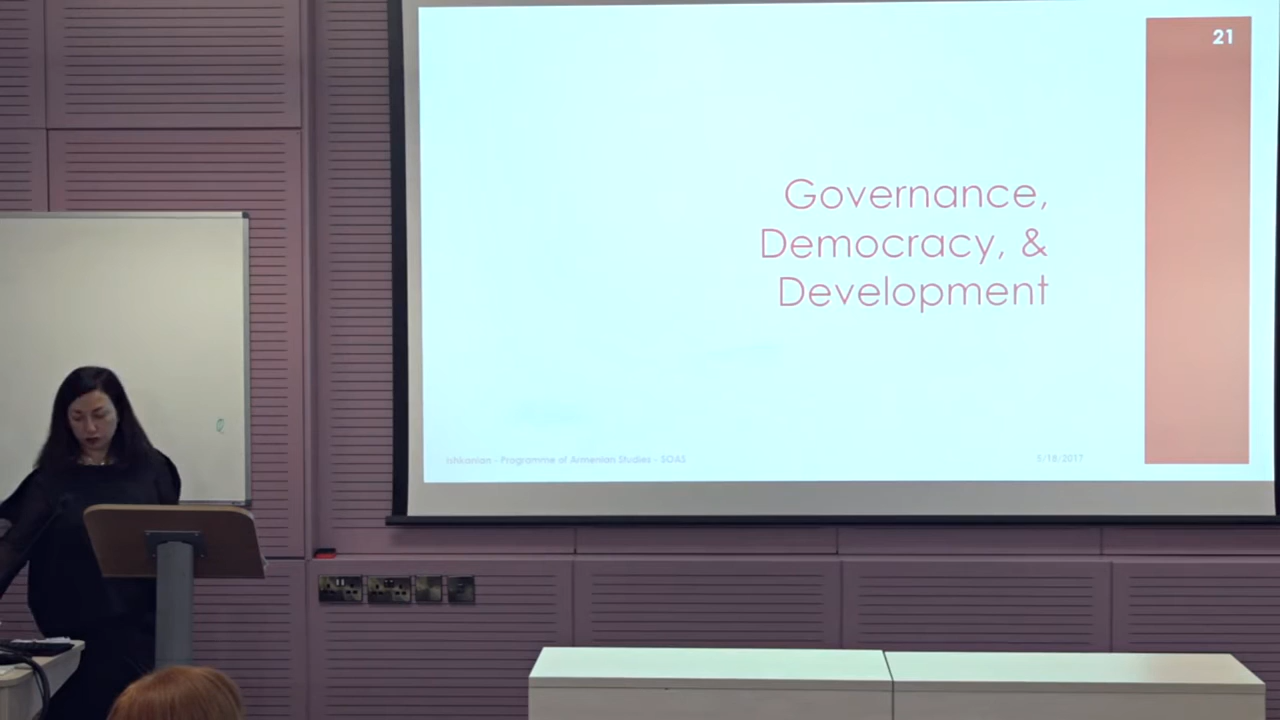 21
Governance,
Democracy, &
Development
Ishkanian - Programme of Armenian Studies - SOAS
5/18/2017